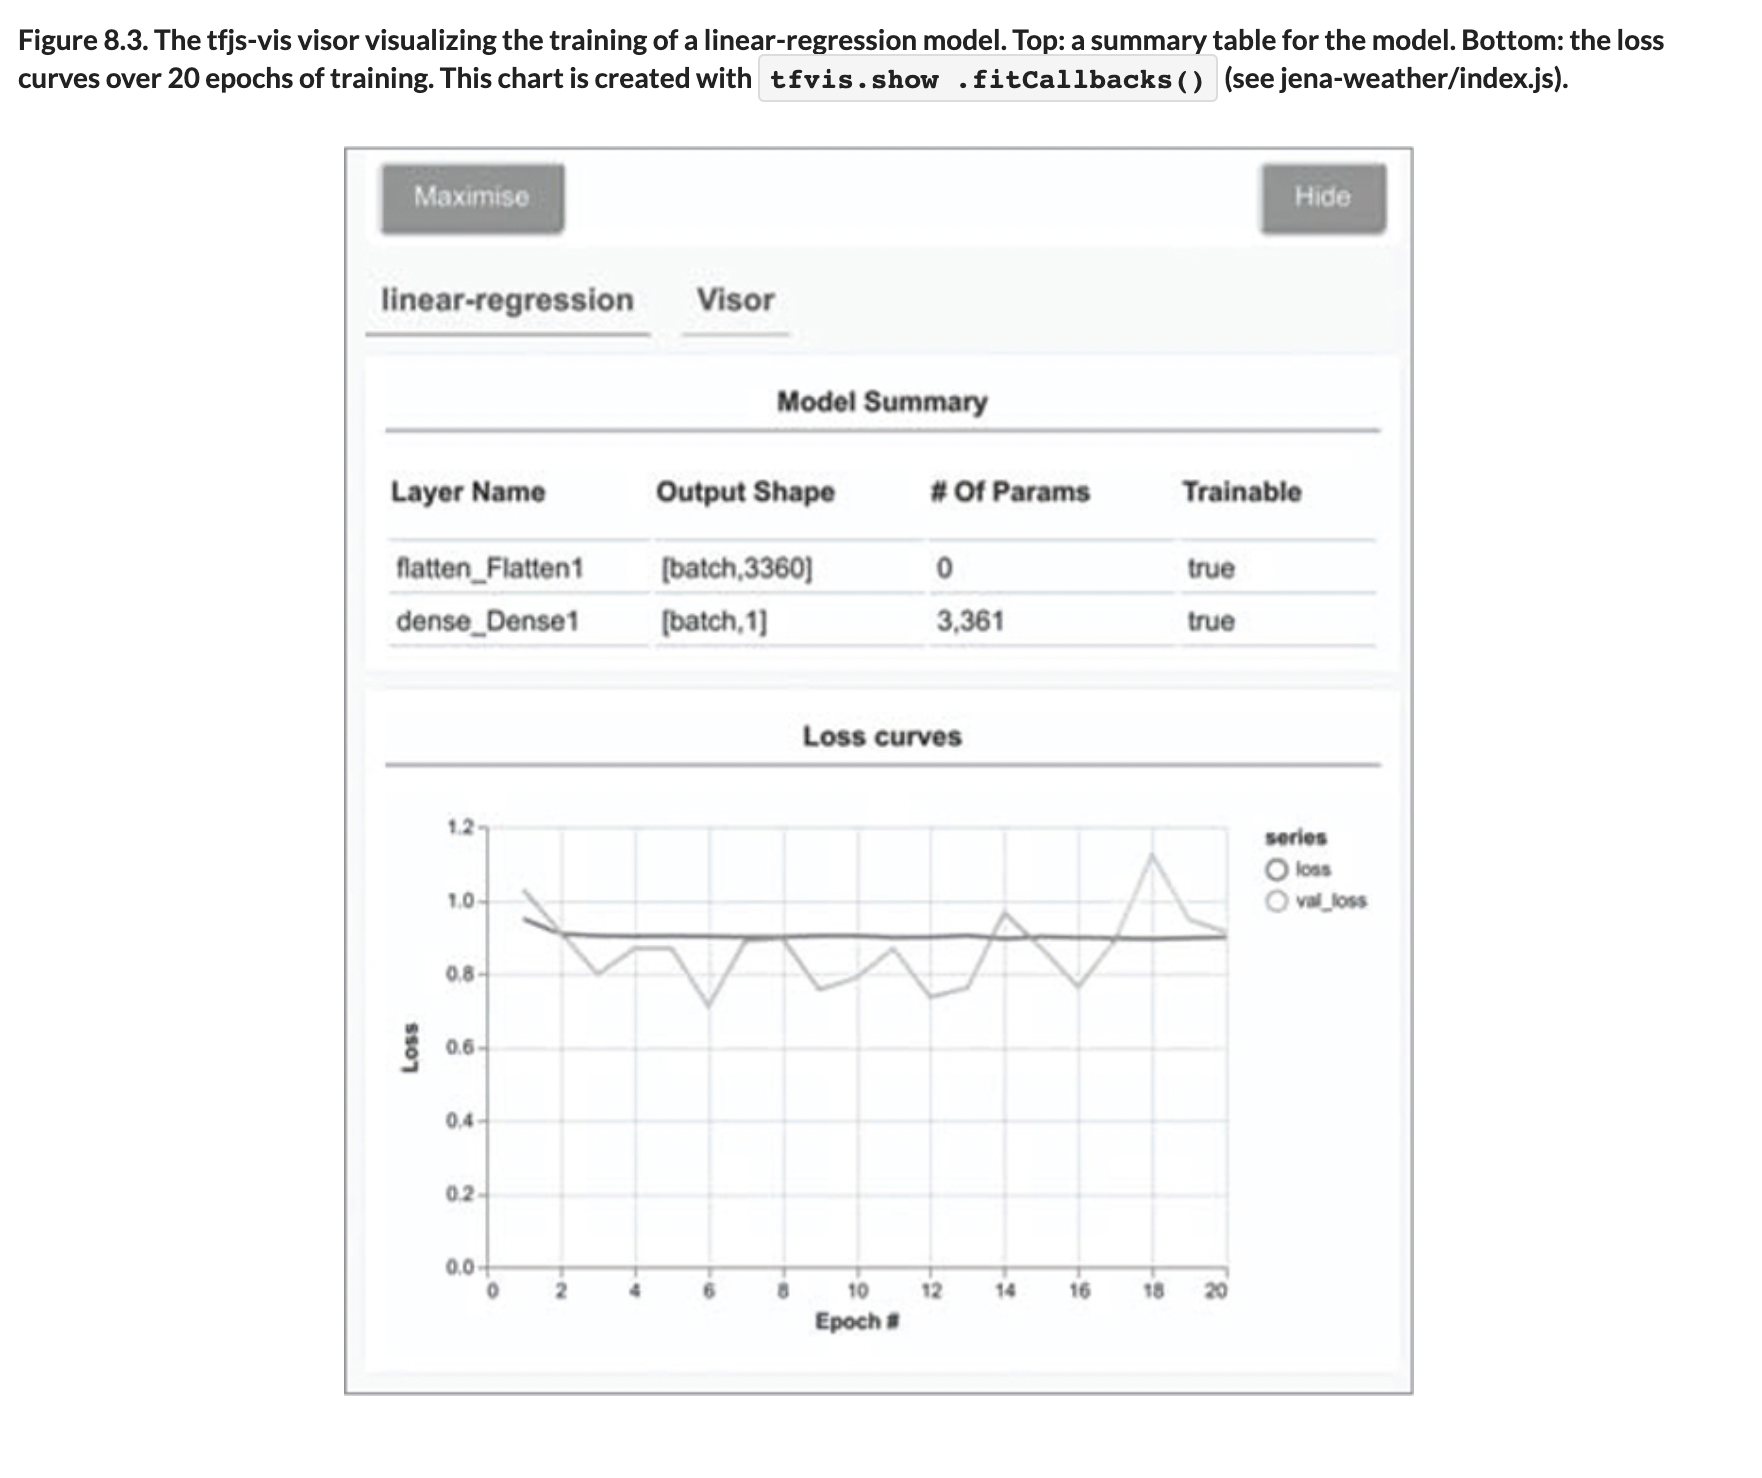 Figure 8.3. The tfjs-vis visor visualizing the training of a linear-regression model. Top: a summary table for the model. Bottom: the loss
curves over 20 epochs of training. This chart is created with tfvis.show .fitCallbacks() (see jena-weather/index.js).
Maximise Hide
linear-regression Visor
Model Summary
Layer Name Output Shape # Of Params Trainable
flatten_Flatten1 [batch,3360] 0 true
dense_Dense1 [batch,1] 3,361 true
Loss curves
series
loss
val_loss
1.2
1.0
0.8
0.6
0.4
0.2
0.0
Loss
0 2 4 6 8 10 12 14 16 18 20
Epoch #